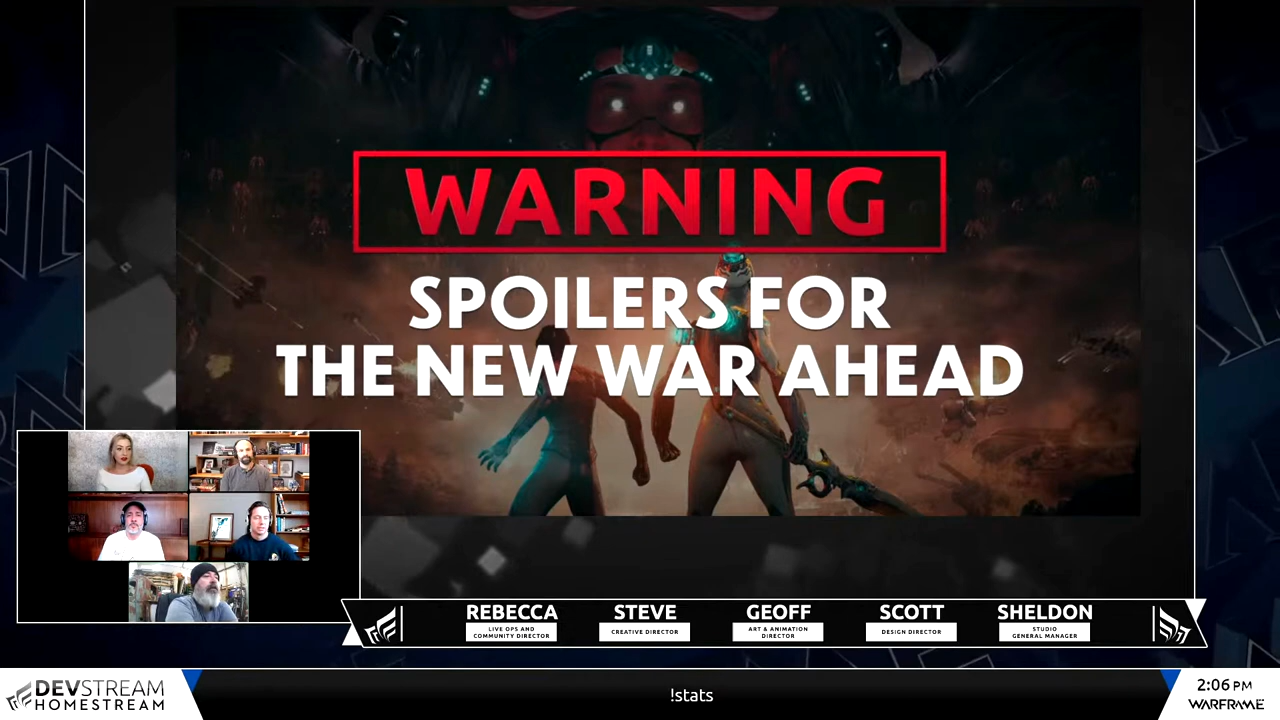 WARNING
SPOILERS FOR
THE NEW WAR AHEAD
REBECCA
LIVE OPS AND
COMMUNITY DIRECTOR
STEVE
CREATIVE DIRECTOR
GEOFF
ART & ANIMATION
DIRECTOR
SCOTT
DESIGN DIRECTOR
SHELDON
STUDIO
GENERAL MANAGER
DEVSTREAM
HOMESTREAM
!stats
2:06 PM
WARFRAME